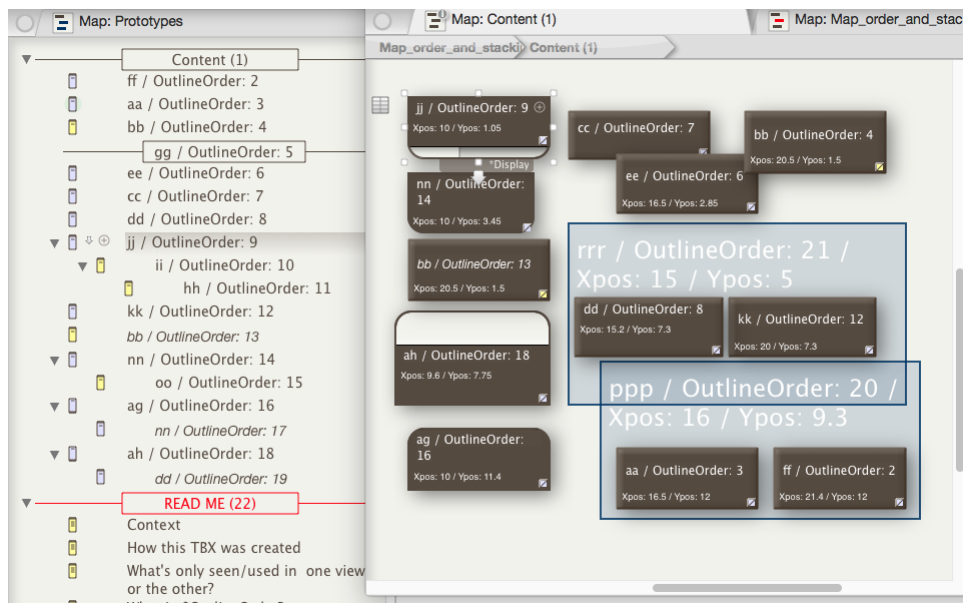 Map: Prototypes
Content (1)
ff / OutlineOrder: 2
aa / OutlineOrder: 3
bb / OutlineOrder: 4
gg / OutlineOrder: 5
ee / OutlineOrder: 6
cc / OutlineOrder: 7
dd / OutlineOrder: 8
jj / OutlineOrder: 9
ii / OutlineOrder: 10
hh / OutlineOrder: 11
kk / OutlineOrder: 12
bb / OutlineOrder: 13
nn / OutlineOrder: 14
oo / OutlineOrder: 15
ag / OutlineOrder: 16
nn / OutlineOrder: 17
ah / OutlineOrder: 18
dd / OutlineOrder: 19
READ ME (22)
Context
How this TBX was created
What's only seen/used in one view
or the other?
Map: Content (1)
Map: Map_order_and_stac
Map_order_and_stacki
Content (1)
jj / OutlineOrder: 9
Xpos: 10 / Ypos: 1.05
*Display
nn / OutlineOrder:
14
Xpos: 10 / Ypos: 3.45
bb / OutlineOrder: 13
Xpos: 20.5 / Ypos: 1.5
ah / OutlineOrder: 18
Xpos: 9.6 / Ypos: 7.75
ag / OutlineOrder:
16
Xpos: 10 / Ypos: 11.4
cc / OutlineOrder: 7
bb / OutlineOrder: 4
Xpos: 20.5 / Ypos: 1.5
ee / OutlineOrder: 6
Xpos: 16.5 / Ypos: 2.85
rrr / OutlineOrder: 21 /
Xpos: 15 / Ypos: 5
dd / OutlineOrder: 8
Xpos: 15.2 / Ypos: 7.3
kk / OutlineOrder: 12
Xpos: 20 / Ypos: 7.3
ppp / OutlineOrder: 20 /
Xpos: 16 / Ypos: 9.3
aa / OutlineOrder: 3
Xpos: 16.5 / Ypos: 12
ff / OutlineOrder: 2
Xpos: 21.4 / Ypos: 12